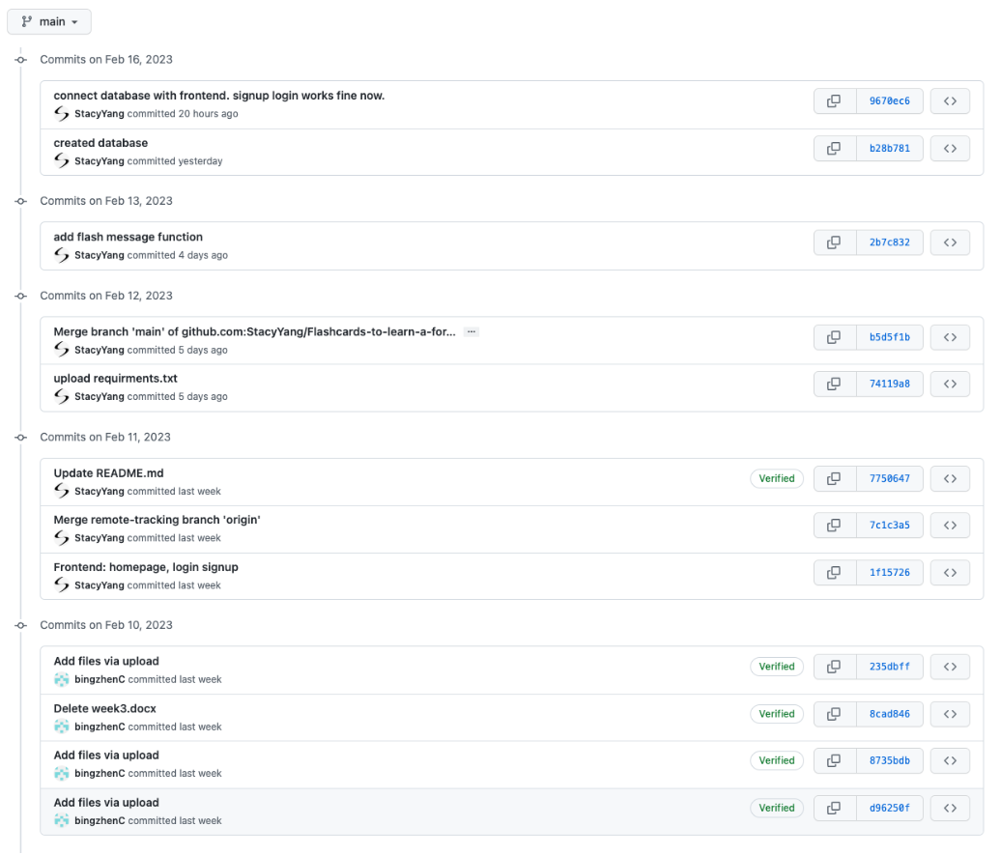 main
Commits on Feb 16, 2023
connect database with frontend. signup login works fine now.
StacyYang committed 20 hours ago
9670ec6
created database
StacyYang committed yesterday
b28b781
Commits on Feb 13, 2023
add flash message function
StacyYang committed 4 days ago
2b7c832
Commits on Feb 12, 2023
Merge branch 'main' of github.com:StacyYang/Flashcards-to-learn-a-for... ...
StacyYang committed 5 days ago
b5d5f1b
upload requirments.txt
StacyYang committed 5 days ago
74119a8
Commits on Feb 11, 2023
Update README.md
StacyYang committed last week
Verified
7750647
Merge remote-tracking branch 'origin'
StacyYang committed last week
7c1c3a5
Frontend: homepage, login signup
StacyYang committed last week
1f15726
Commits on Feb 10, 2023
Add files via upload
bingzhenC committed last week
Verified
235dbff
Delete week3.docx
bingzhenC committed last week
Verified
8cad846
Add files via upload
bingzhenC committed last week
Verified
8735bdb
Add files via upload
bingzhenC committed last week
Verified
d96250f